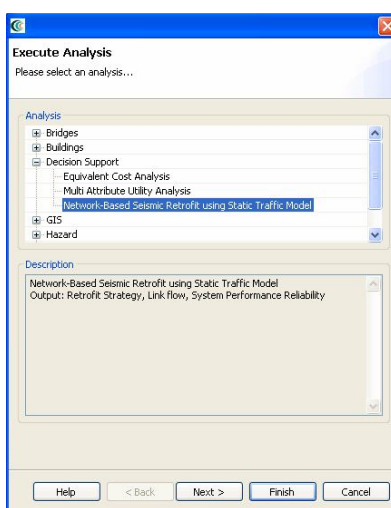 Execute Analysis
Please select an analysis...
Analysis
Bridges
Buildings
Decision Support
Equivalent Cost Analysis
Multi Attribute Utility Analysis
Network-Based Seismic Retrofit using Static Traffic Model
GIS
Hazard
Description
Network-Based Seismic Retrofit using Static Traffic Model
Output: Retrofit Strategy, Link flow, System Performance Reliability
Help < Back Next > Finish Cancel